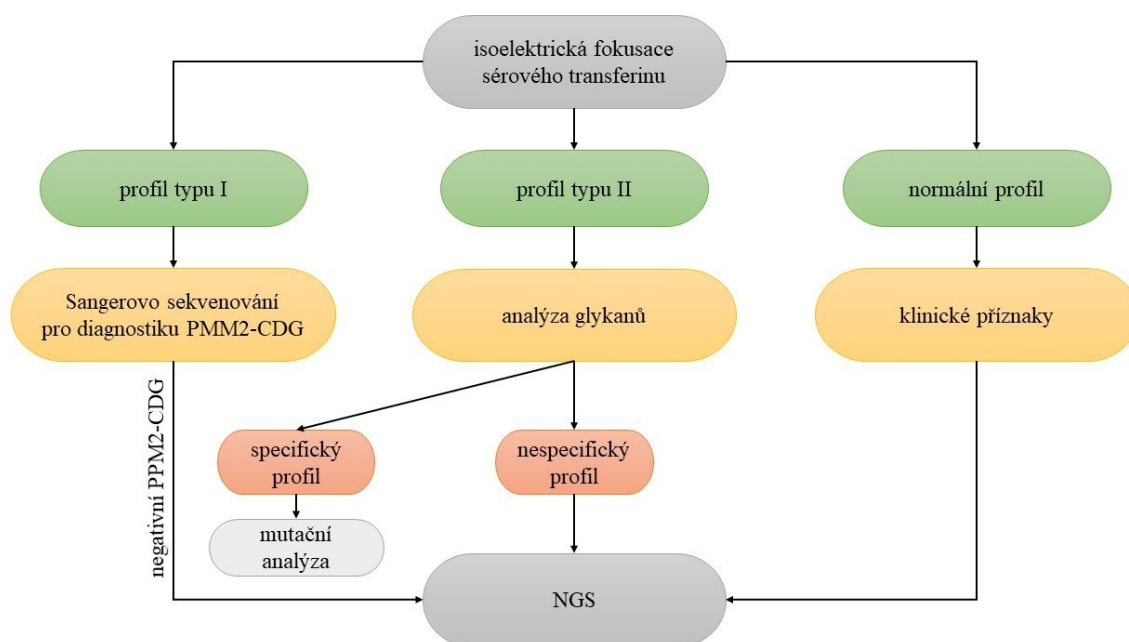 isoelektrická fokusace
sérového transferinu
profil typu I
profil typu II
normální profil
Sangerovo sekvenování
pro diagnostiku PMM2-CDG
analýza glykanů
klinické příznaky
negativní PPM2-CDG
specifický
profil
nespecifický
profil
mutační
analýza
NGS